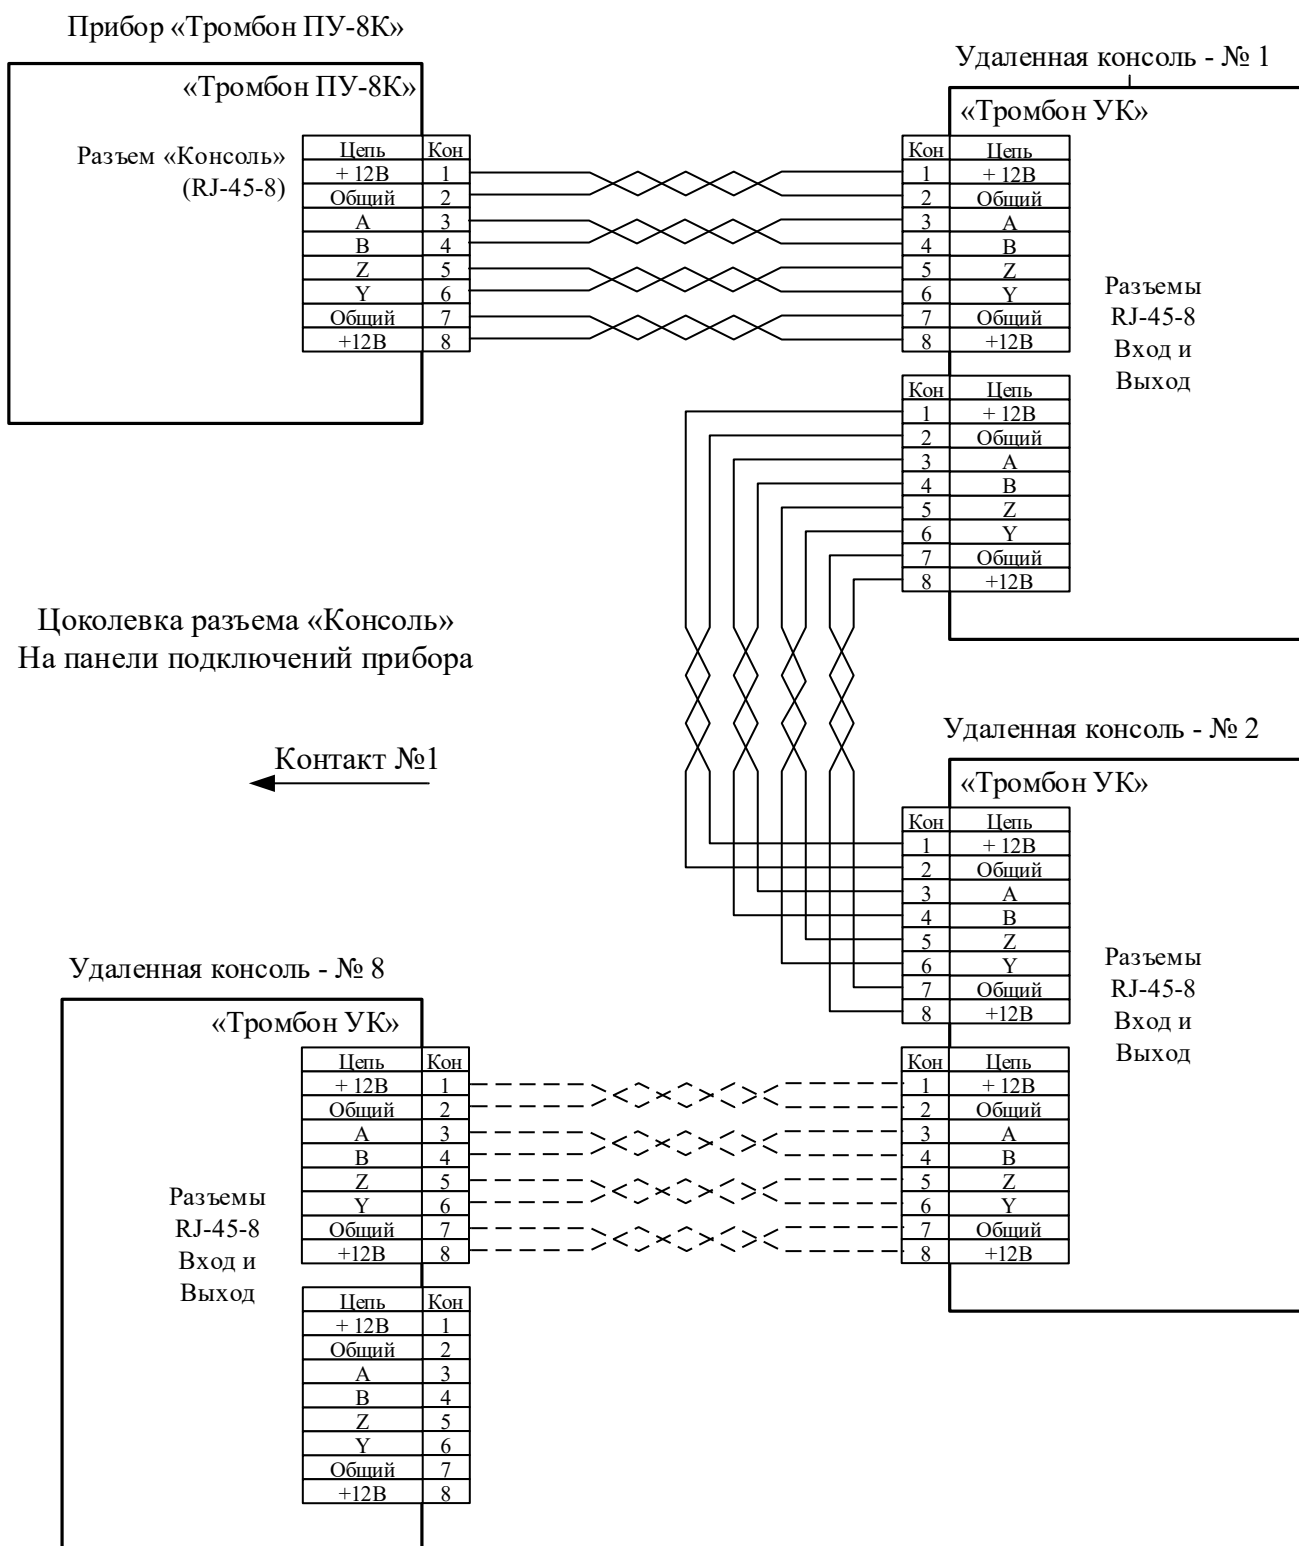 Прибор «Тромбон ПУ-8К»
«Тромбон ПУ-8К»
Разъем «Консоль»
(RJ-45-8)
Цепь Кон
+ 12В 1
Общий 2
A 3
B 4
Z 5
Y 6
Общий 7
+12В 8
Удаленная консоль - № 1
«Тромбон УК»
Кон Цепь
1 + 12В
2 Общий
3 A
4 B
5 Z
6 Y
7 Общий
8 +12В
Разъемы
RJ-45-8
Вход и
Выход
Кон Цепь
1 + 12В
2 Общий
3 A
4 B
5 Z
6 Y
7 Общий
8 +12В
Цоколевка разъема «Консоль»
На панели подключений прибора
Контакт №1
Удаленная консоль - № 2
«Тромбон УК»
Кон Цепь
1 + 12В
2 Общий
3 A
4 B
5 Z
6 Y
7 Общий
8 +12В
Разъемы
RJ-45-8
Вход и
Выход
Кон Цепь
1 + 12В
2 Общий
3 A
4 B
5 Z
6 Y
7 Общий
8 +12В
Удаленная консоль - № 8
«Тромбон УК»
Цепь Кон
+ 12В 1
Общий 2
A 3
B 4
Z 5
Y 6
Общий 7
+12В 8
Разъемы
RJ-45-8
Вход и
Выход
Цепь Кон
+ 12В 1
Общий 2
A 3
B 4
Z 5
Y 6
Общий 7
+12В 8